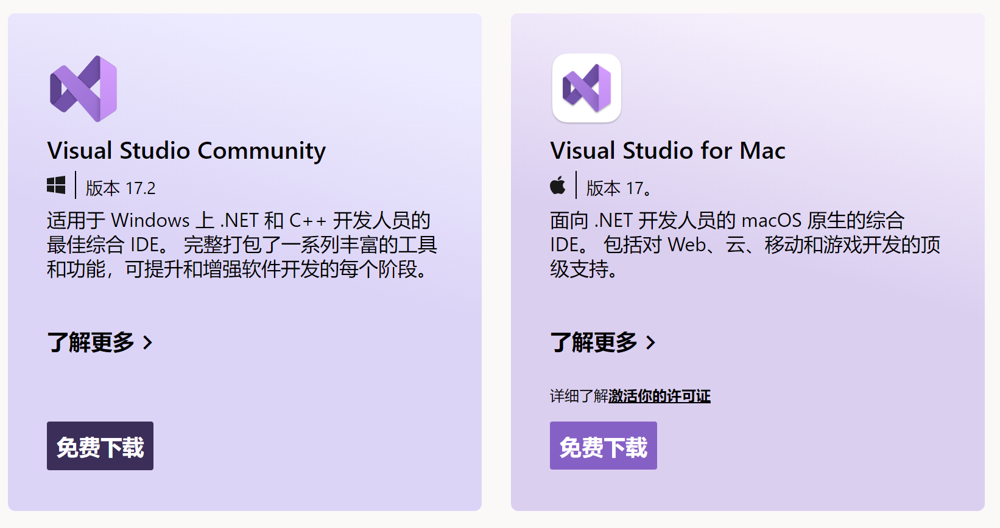 Visual Studio Community
版本 17.2
适用于 Windows 上 .NET 和 C++ 开发人员的
最佳综合 IDE。 完整打包了一系列丰富的工具
和功能，可提升和增强软件开发的每个阶段。
了解更多
免费下载
Visual Studio for Mac
版本 17。
面向 .NET 开发人员的 macOS 原生的综合
IDE。 包括对 Web、云、移动和游戏开发的顶
级支持。
了解更多
详细了解激活你的许可证
免费下载